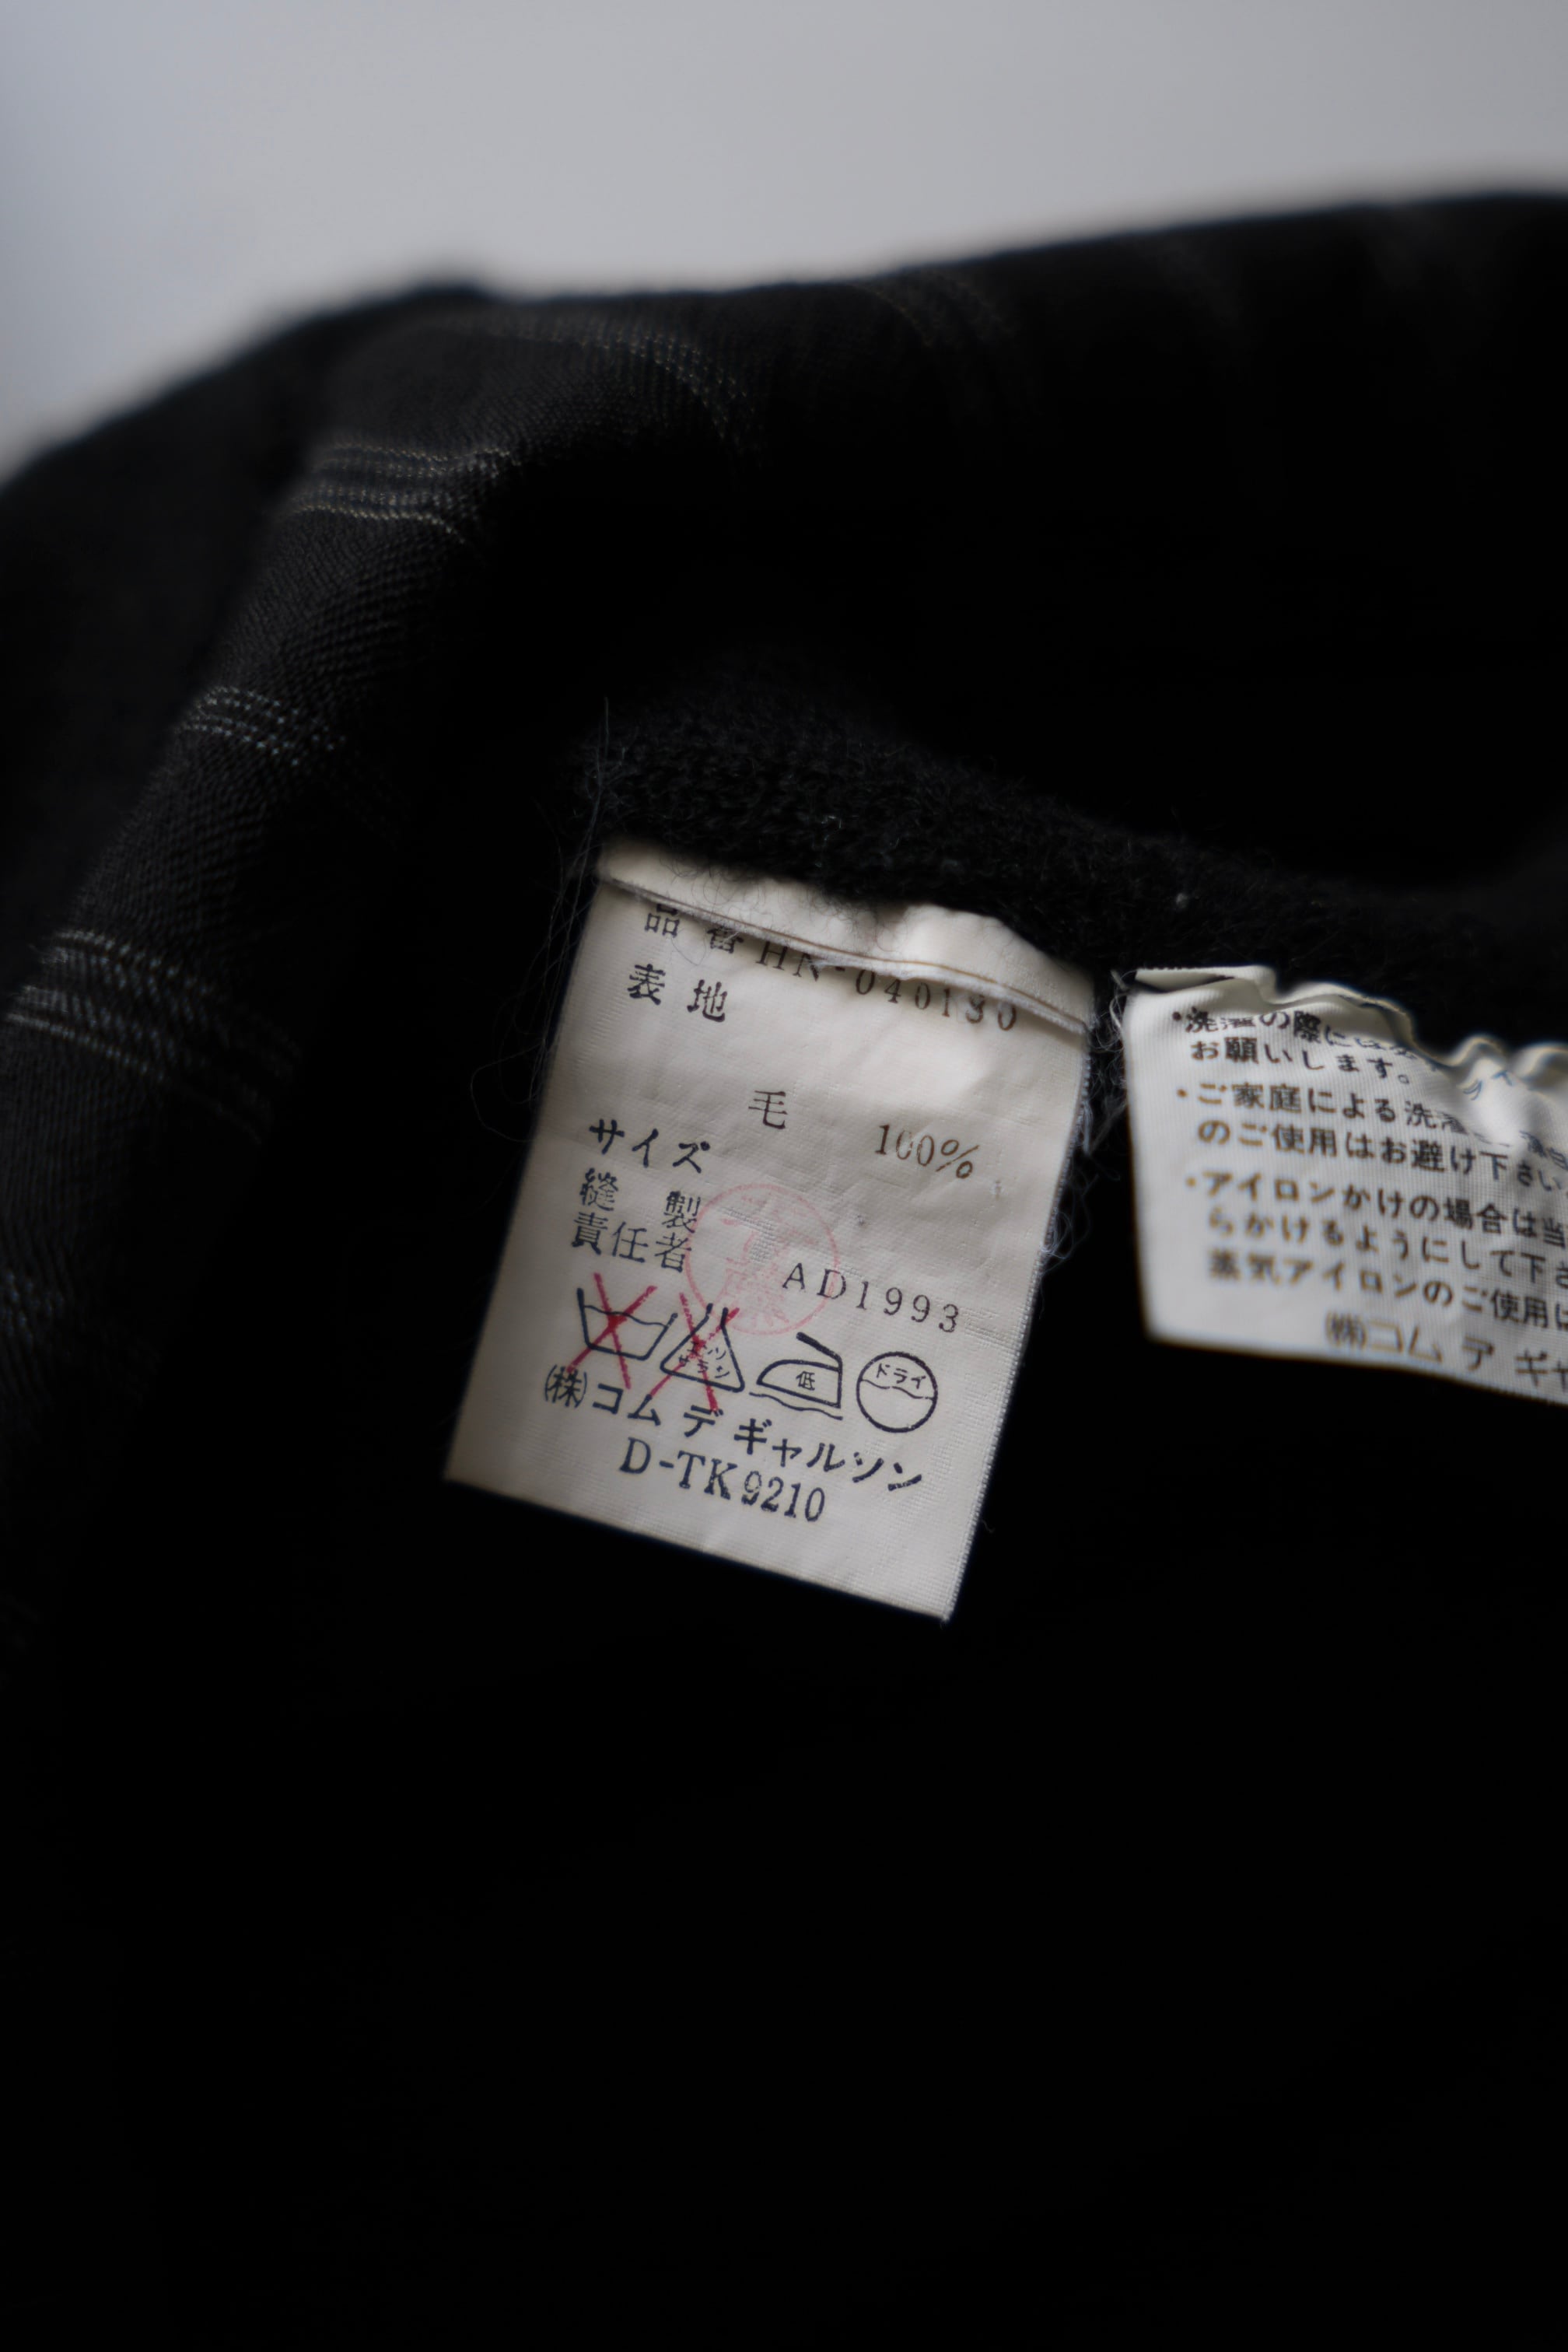 品 番 HN-040190
表 地
毛 100%
サイズ
縫 製
責任者
AD1993
低
ドライ
㈱コム デ ギャルソン
D-TK9210
・洗濯の際には
お願いします。
・ご家庭による洗濯
のご使用はお避け下さい
・アイロンかけの場合は当
らかけるようにして下さ
蒸気アイロンのご使用は
㈱コム デ ギャ